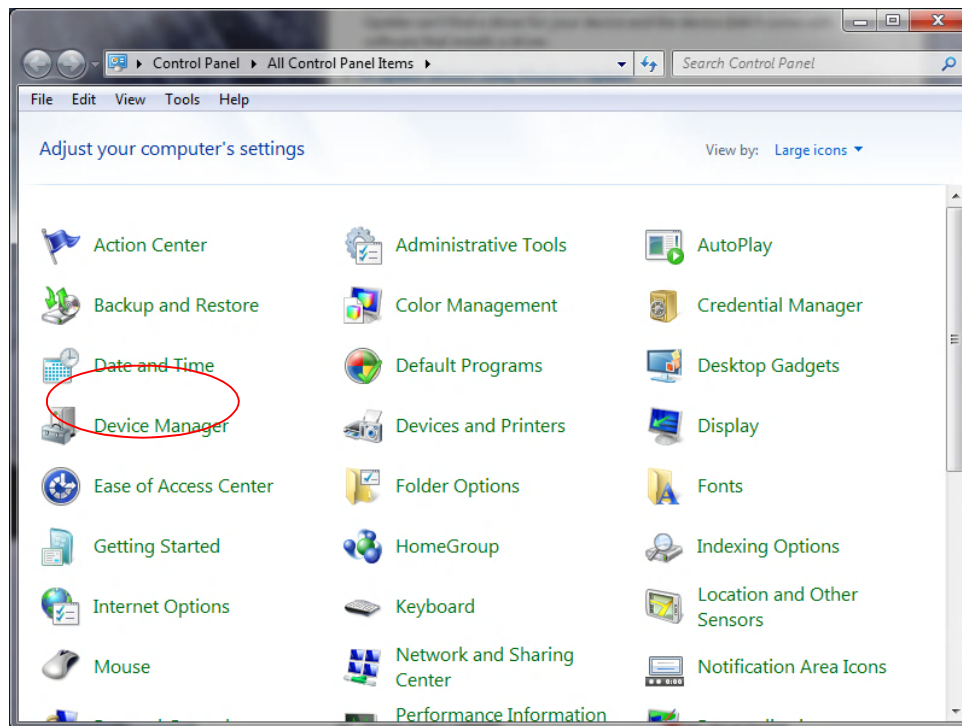 Control Panel All Control Panel Items
Search Control Panel
File Edit View Tools Help
Adjust your computer's settings
View by: Large icons
Action Center
Administrative Tools
AutoPlay
Backup and Restore
Color Management
Credential Manager
Date and Time
Default Programs
Desktop Gadgets
Device Manager
Devices and Printers
Display
Ease of Access Center
Folder Options
Fonts
Getting Started
HomeGroup
Indexing Options
Internet Options
Keyboard
Location and Other
Sensors
Mouse
Network and Sharing
Center
Notification Area Icons
Performance Information